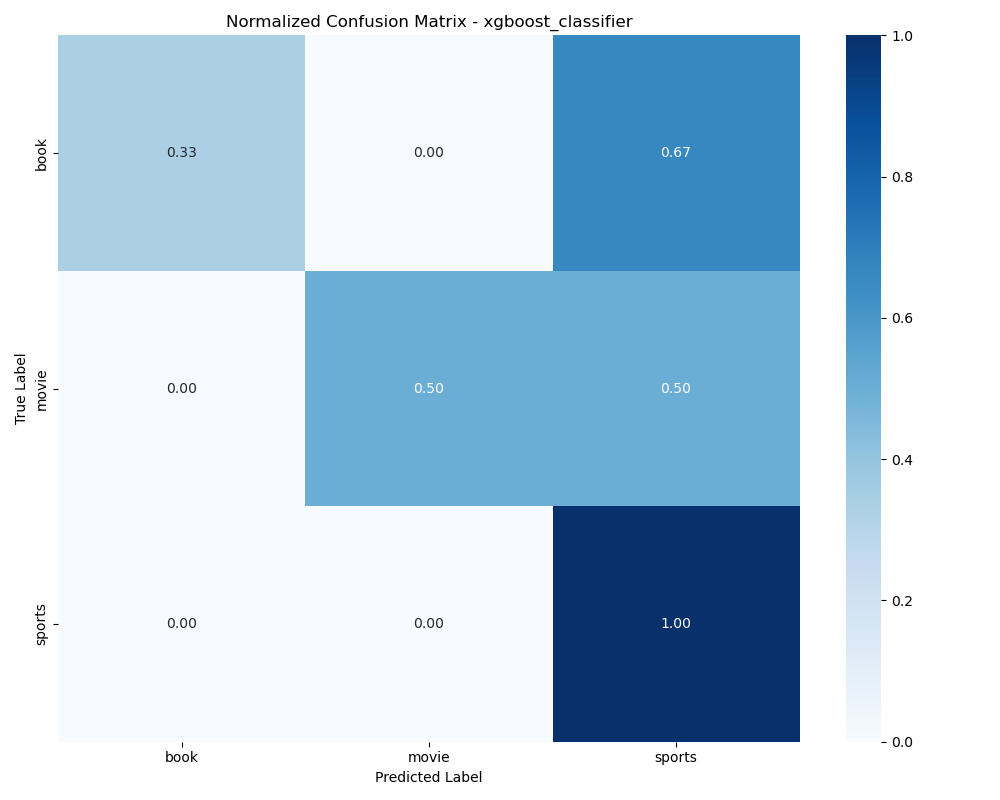 Normalized Confusion Matrix - xgboost_classifier
True Label
book
0.33
0.00
0.67
movie
0.00
0.50
0.50
sports
0.00
0.00
1.00
book
movie
sports
Predicted Label
1.0
0.8
0.6
0.4
0.2
0.0